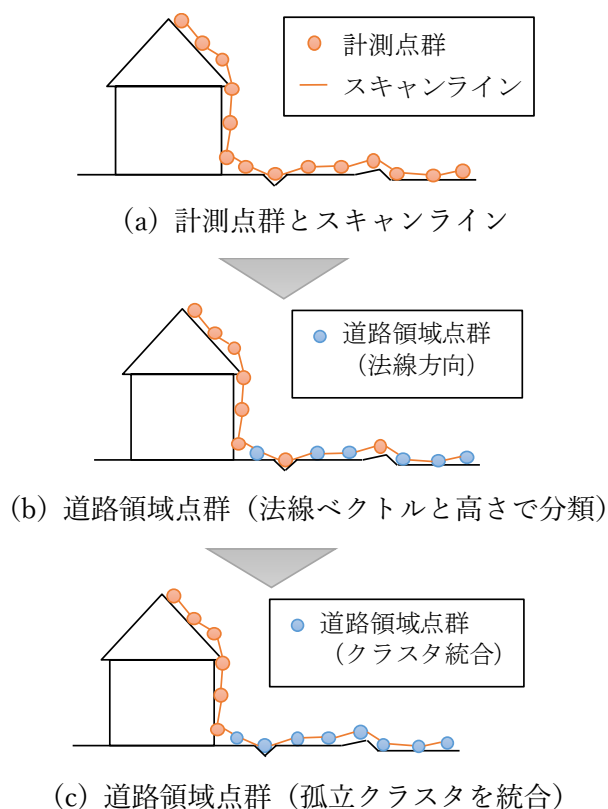 計測点群
スキャンライン
(a) 計測点群とスキャンライン
道路領域点群
(法線方向)
(b) 道路領域点群(法線ベクトルと高さで分類)
道路領域点群
(クラスタ統合)
(c) 道路領域点群(孤立クラスタを統合)